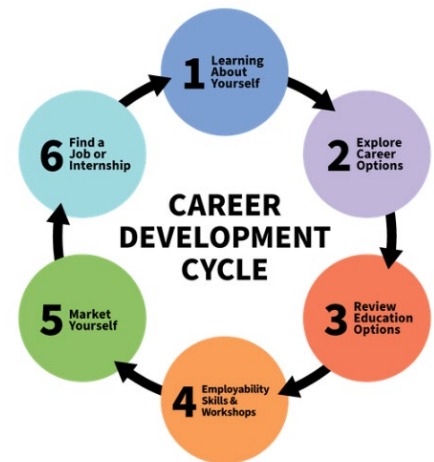 1 Learning
About
Yourself
2 Explore
Career
Options
3 Review
Education
Options
4 Employability
Skills &
Workshops
5 Market
Yourself
6 Find a
Job or
Internship
CAREER
DEVELOPMENT
CYCLE